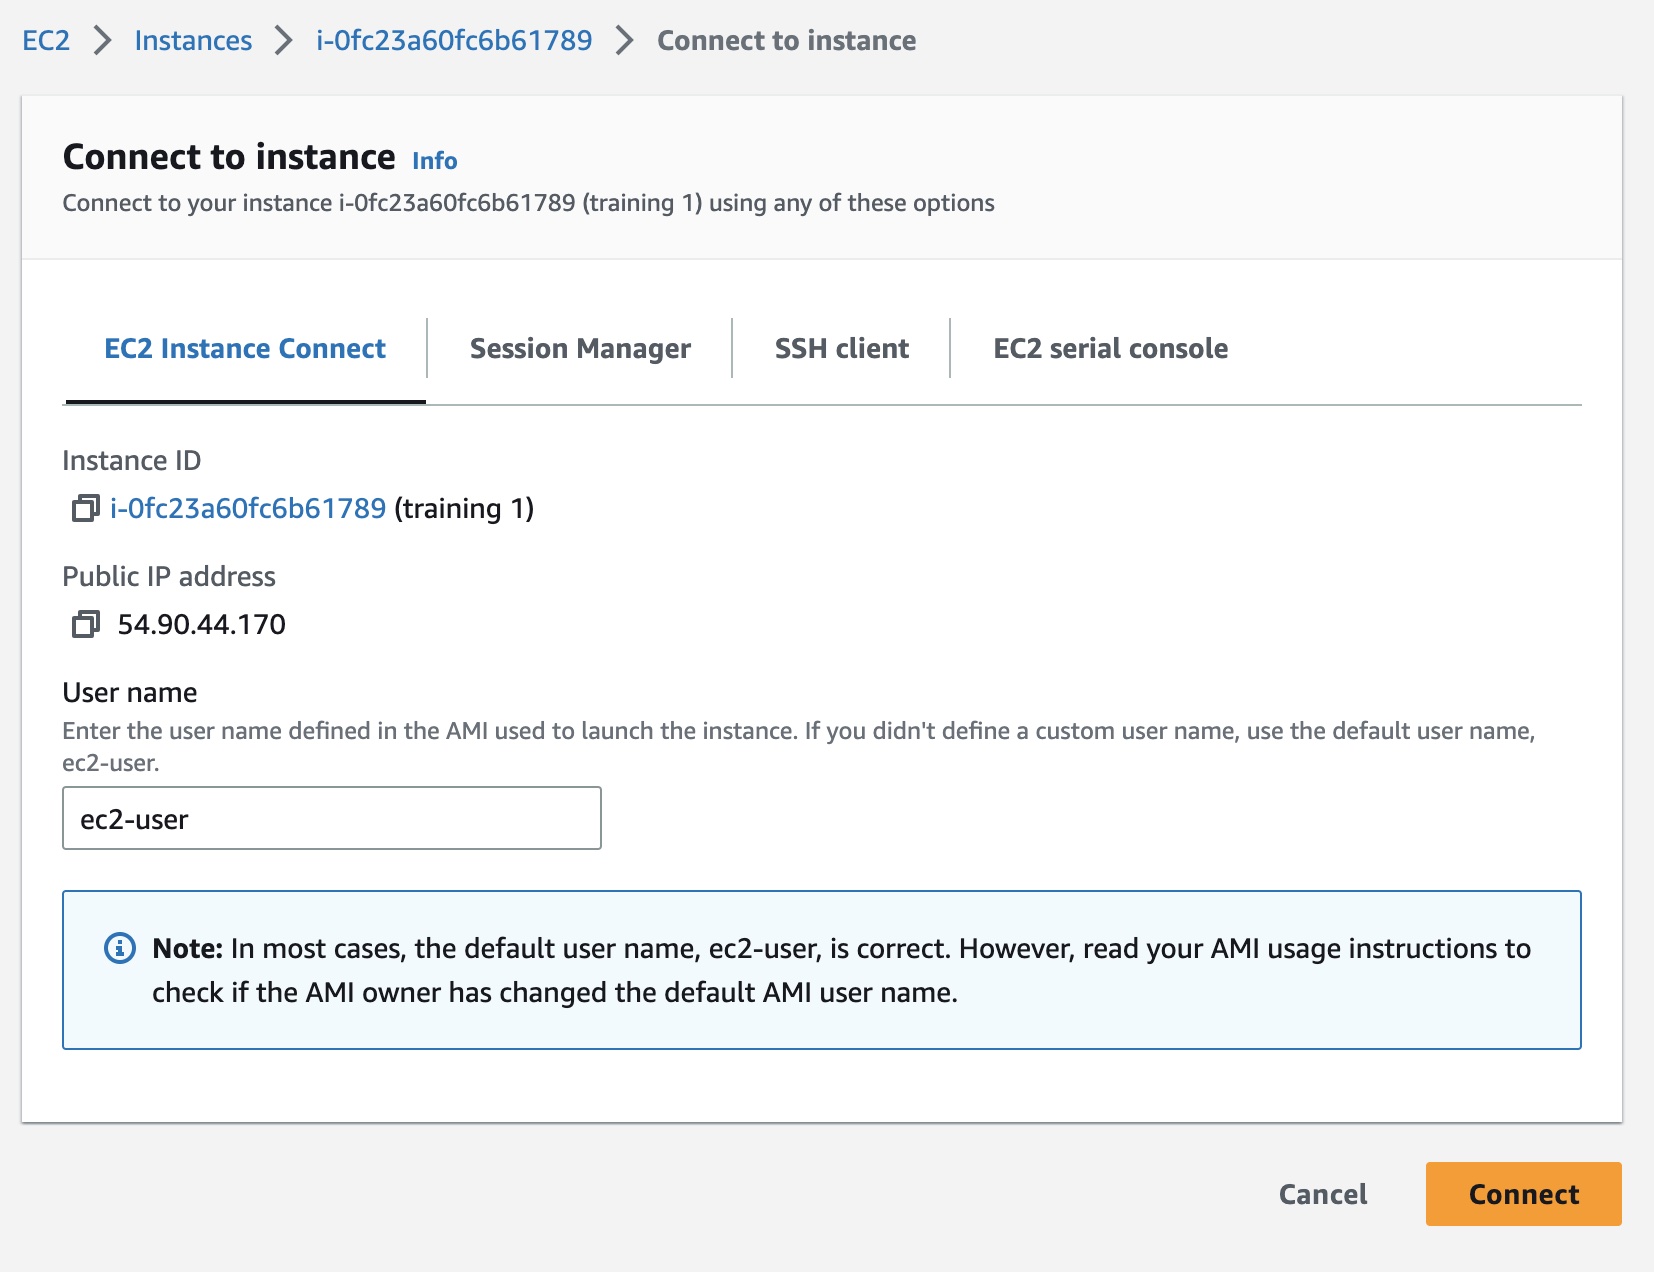 EC2 Instances i-0fc23a60fc6b61789 Connect to instance
Connect to instance Info
Connect to your instance i-0fc23a60fc6b61789 (training 1) using any of these options
EC2 Instance Connect Session Manager SSH client EC2 serial console
Instance ID
i-0fc23a60fc6b61789 (training 1)
Public IP address
54.90.44.170
User name
Enter the user name defined in the AMI used to launch the instance. If you didn't define a custom user name, use the default user name,
ec2-user.
ec2-user
Note: In most cases, the default user name, ec2-user, is correct. However, read your AMI usage instructions to
check if the AMI owner has changed the default AMI user name.
Cancel Connect